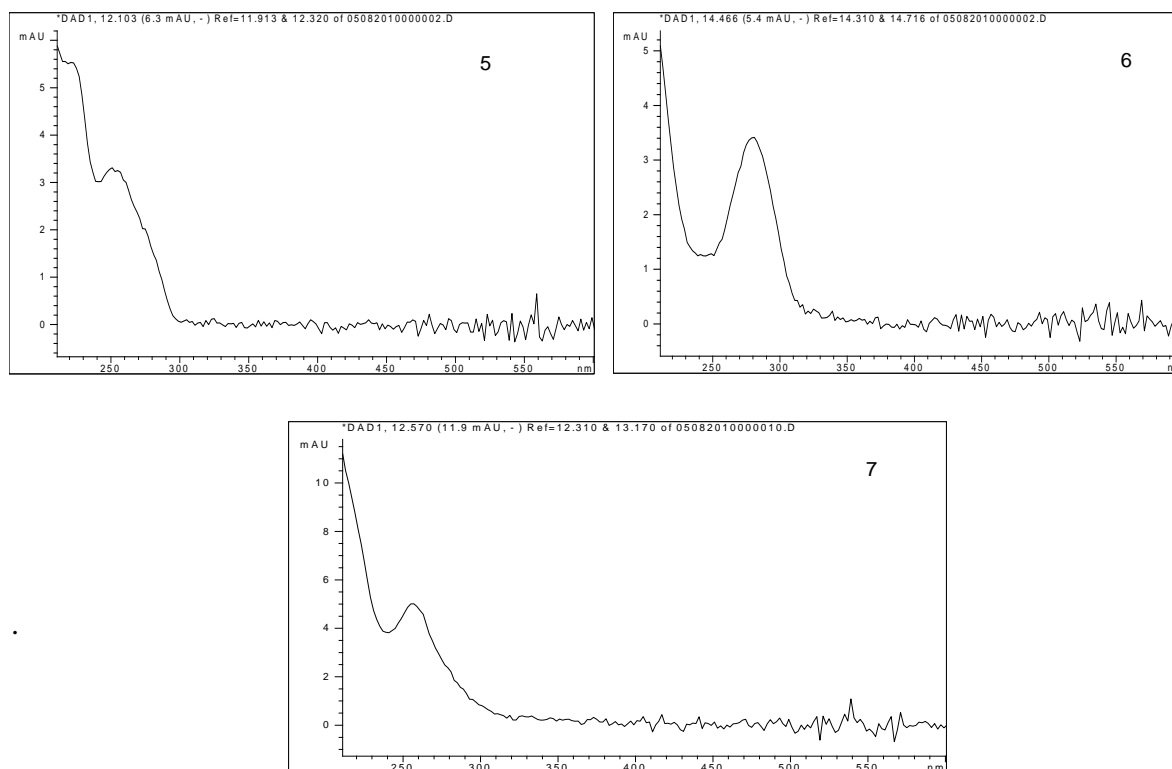 *DAD1, 12.103 (6.3 mAU, - ) Ref=11.913 & 12.320 of 05082010000002.D
mAU
5
5
4
3
2
1
0
250 300 350 400 450 500 550 nm
*DAD1, 14.466 (5.4 mAU, - ) Ref=14.310 & 14.716 of 05082010000002.D
mAU
6
5
4
3
2
1
0
250 300 350 400 450 500 550 n
*DAD1, 12.570 (11.9 mAU, - ) Ref=12.310 & 13.170 of 05082010000010.D
mAU
7
10
8
6
4
2
0
250 300 350 400 450 500 550 nm